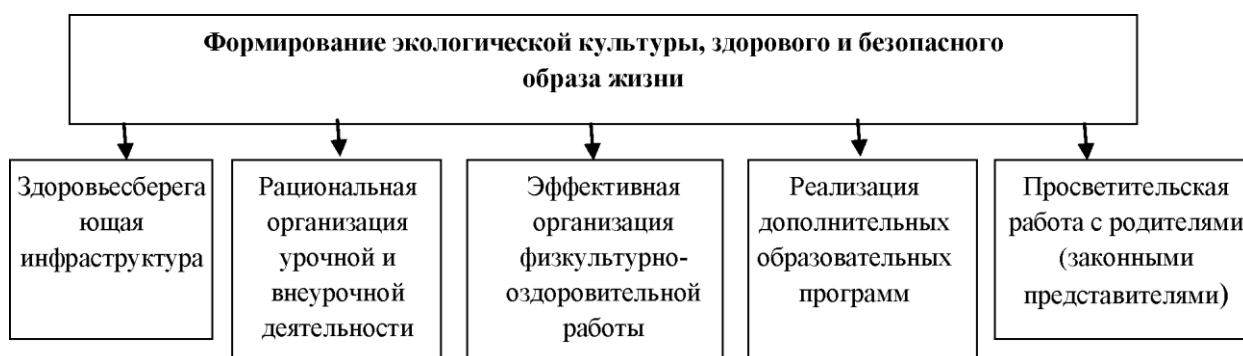 Формирование экологической культуры, здорового и безопасного
образа жизни
Здоровьесберега
ющая
инфраструктура
Рациональная
организация
урочной и
внеурочной
деятельности
Эффективная
организация
физкультурно-
оздоровительной
работы
Реализация
дополнительных
образовательных
программ
Просветительская
работа с родителями
(законными
представителями)